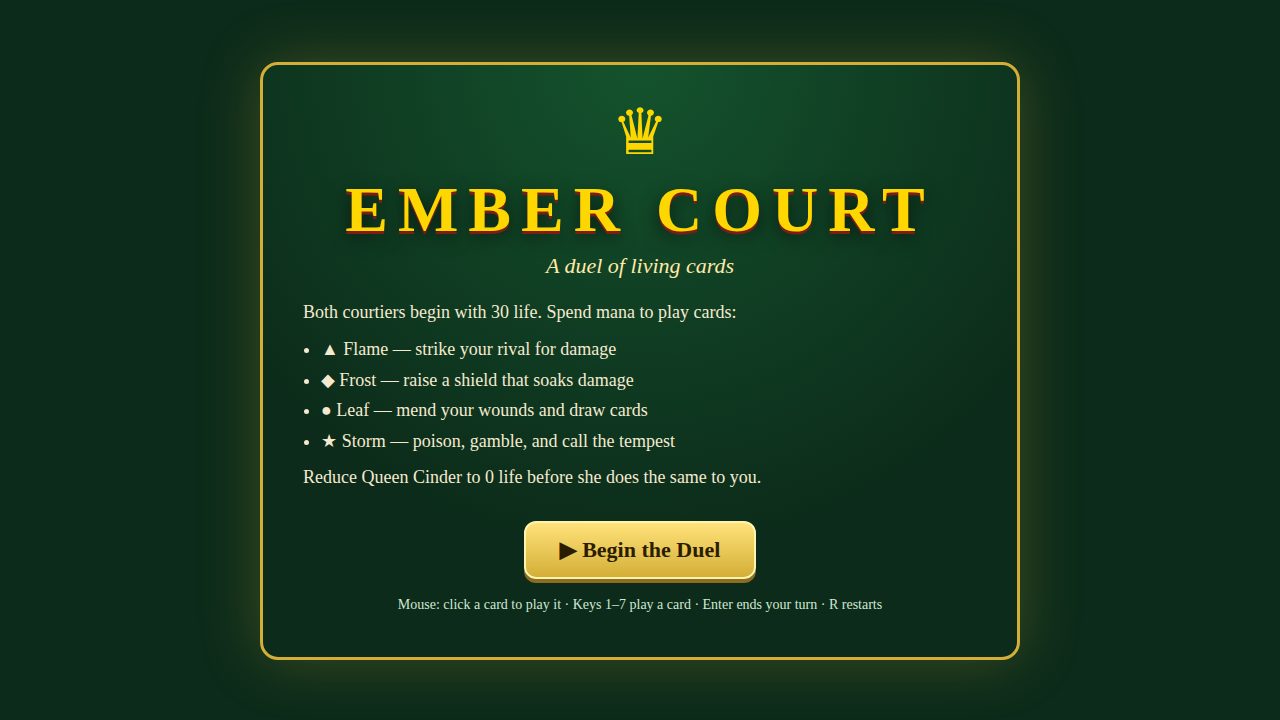 ♛
EMBER COURT
A duel of living cards
Both courtiers begin with 30 life. Spend mana to play cards:
• ▲ Flame — strike your rival for damage
• ◆ Frost — raise a shield that soaks damage
• ● Leaf — mend your wounds and draw cards
• ★ Storm — poison, gamble, and call the tempest
Reduce Queen Cinder to 0 life before she does the same to you.
▶ Begin the Duel
Mouse: click a card to play it · Keys 1–7 play a card · Enter ends your turn · R restarts